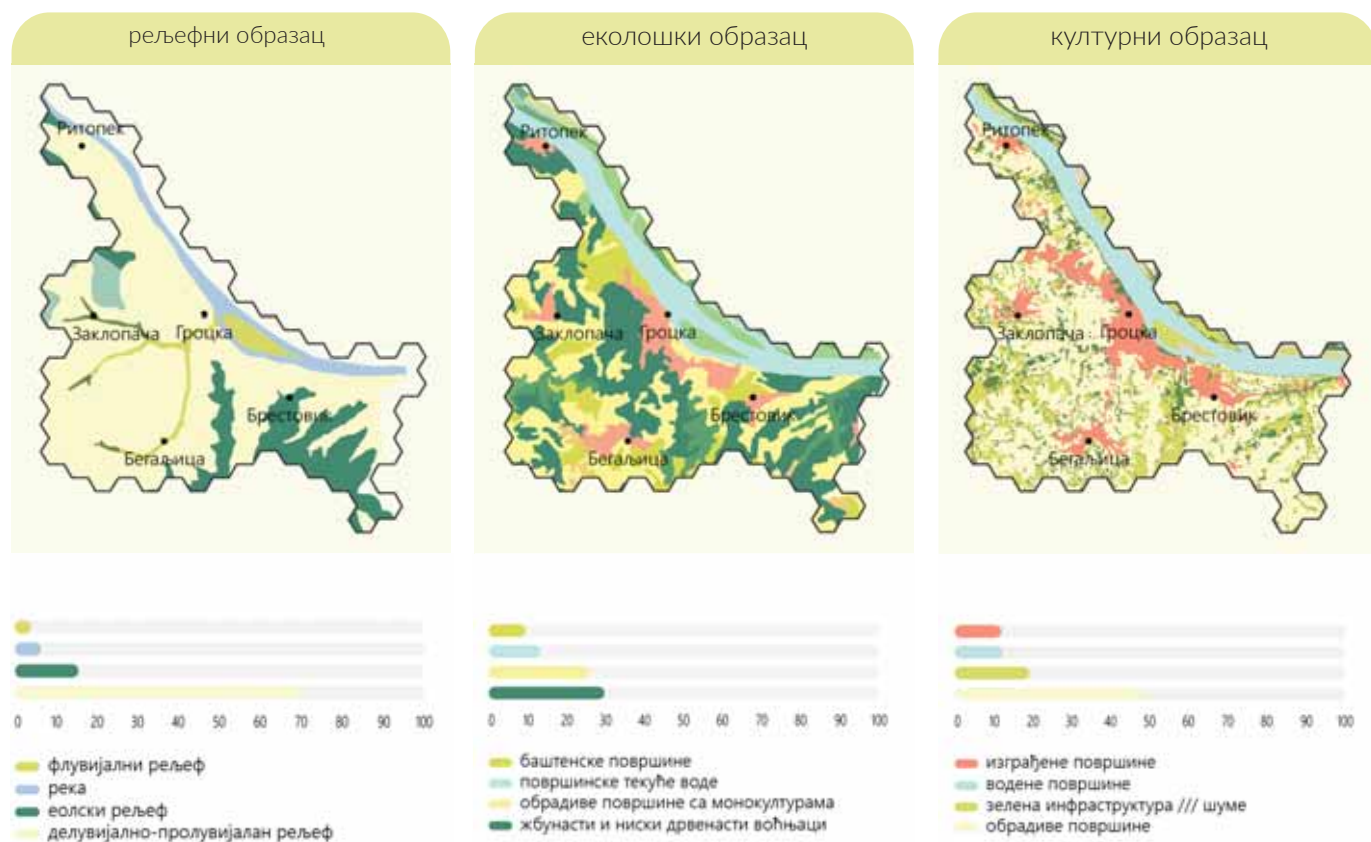 рељефни образац
Ритопек
Заклопача
Гроцка
Брестовик
Бегаљица
0 10 20 30 40 50 60 70 80 90 100
флувијални рељеф
река
еолски рељеф
делувијално-пролувијалан рељеф
еколошки образац
Ритопек
Заклопача
Гроцка
Брестовик
Бегаљица
0 10 20 30 40 50 60 70 80 90 100
баштенске површине
површинске текуће воде
обрадиве површине са монокултурама
жбунасти и ниски дрвенасти воћњаци
културни образац
Ритопек
Заклопача
Гроцка
Брестовик
Бегаљица
0 10 20 30 40 50 60 70 80 90 100
изграђене површине
водене површине
зелена инфраструктура /// шуме
обрадиве површине